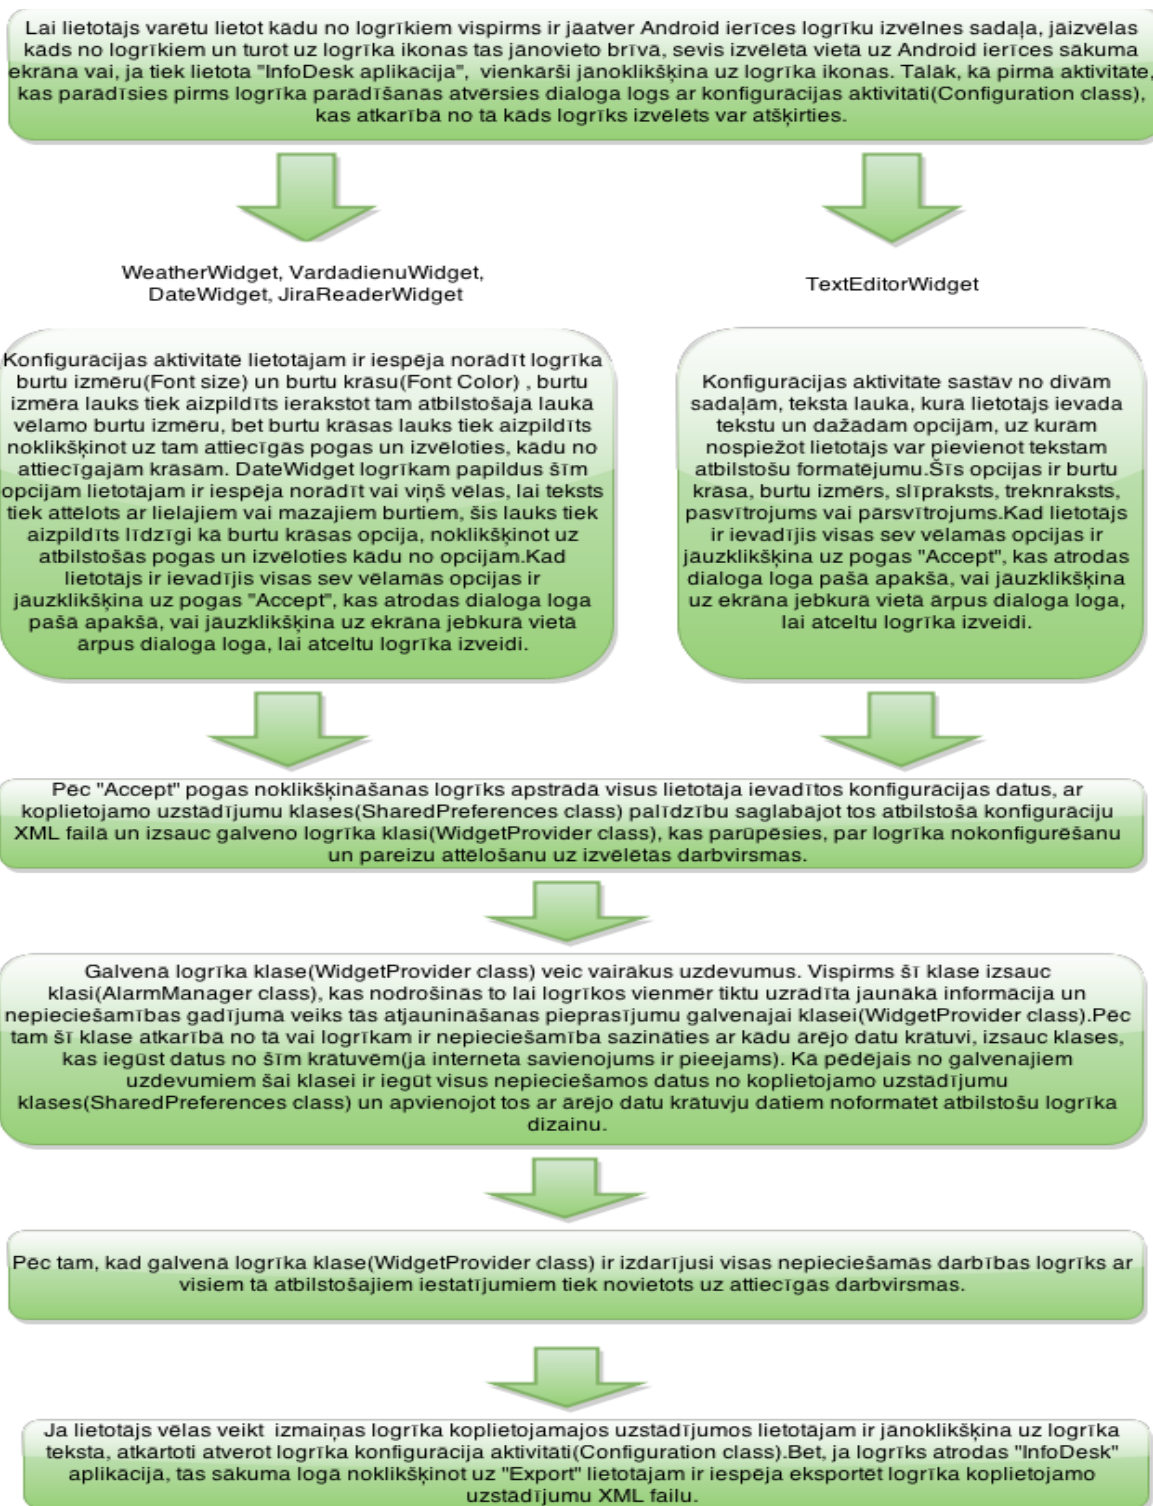 Lai lietotājs varētu lietot kādu no logrīkiem vispirms ir jāatver Android ierīces logrīku izvēlnes sadaļa, jāizvēlas
kāds no logrīkiem un turot uz logrīka ikonas tas jānovieto brīvā, sevis izvēlētā vietā uz Android ierīces sākuma
ekrāna vai, ja tiek lietota "InfoDesk aplikācija", vienkārši jānoklikšķina uz logrīka ikonas. Tālāk, kā pirmā aktivitāte,
kas parādīsies pirms logrīka parādīšanās atvērsies dialoga logs ar konfigurācijas aktivitāti(Configuration class),
kas atkarībā no tā kāds logrīks izvēlēts var atšķirties.
WeatherWidget, VardadienuWidget,
DateWidget, JiraReaderWidget
Konfigurācijas aktivitātē lietotājam ir iespēja norādīt logrīka
burtu izmēru(Font size) un burtu krāsu(Font Color) , burtu
izmēra lauks tiek aizpildīts ierakstot tam atbilstošajā laukā
vēlamo burtu izmēru, bet burtu krāsas lauks tiek aizpildīts
noklikšķinot uz tam attiecīgās pogas un izvēloties, kādu no
attiecīgajām krāsām. DateWidget logrīkam papildus šīm
opcijām lietotājam ir iespēja norādīt vai viņš vēlas, lai teksts
tiek attēlots ar lielajiem vai mazajiem burtiem, šis lauks tiek
aizpildīts līdzīgi kā burtu krāsas opcija, noklikšķinot uz
atbilstošās pogas un izvēloties kādu no opcijām.Kad
lietotājs ir ievadījis visas sev vēlamās opcijas ir
jāuzklikšķina uz pogas "Accept", kas atrodas dialoga loga
pašā apakšā, vai jāuzklikšķina uz ekrāna jebkurā vietā
ārpus dialoga loga, lai atceltu logrīka izveidi.
TextEditorWidget
Konfigurācijas aktivitāte sastāv no divām
sadaļām, teksta lauka, kurā lietotājs ievada
tekstu un dažādām opcijām, uz kurām
nospiežot lietotājs var pievienot tekstam
atbilstošu formatējumu.Šīs opcijas ir burtu
krāsa, burtu izmērs, slīpraksts, treknraksts,
pasvītrojums vai pārsvītrojums.Kad lietotājs
ir ievadījis visas sev vēlamās opcijas ir
jāuzklikšķina uz pogas "Accept", kas atrodas
dialoga loga pašā apakšā, vai jāuzklikšķina
uz ekrāna jebkurā vietā ārpus dialoga loga,
lai atceltu logrīka izveidi.
Pēc "Accept" pogas noklikšķināšanas logrīks apstrādā visus lietotāja ievadītos konfigurācijas datus, ar
koplietojamo uzstādījumu klases(SharedPreferences class) palīdzību saglabājot tos atbilstošā konfigurāciju
XML failā un izsauc galveno logrīka klasi(WidgetProvider class), kas parūpēsies, par logrīka nokonfigurēšanu
un pareizu attēlošanu uz izvēlētās darbvirsmas.
Galvenā logrīka klase(WidgetProvider class) veic vairākus uzdevumus. Vispirms šī klase izsauc
klasi(AlarmManager class), kas nodrošinās to lai logrīkos vienmēr tiktu uzrādīta jaunākā informācija un
nepieciešamības gadījumā veiks tās atjaunināšanas pieprasījumu galvenajai klasei(WidgetProvider class).Pēc
tam šī klase atkarībā no tā vai logrīkam ir nepieciešamība sazināties ar kādu ārējo datu krātuvi, izsauc klases,
kas iegūst datus no šīm krātuvēm(ja interneta savienojums ir pieejams). Kā pēdējais no galvenajiem
uzdevumiem šai klasei ir iegūt visus nepieciešamos datus no koplietojamo uzstādījumu
klases(SharedPreferences class) un apvienojot tos ar ārējo datu krātuvju datiem noformatēt atbilstošu logrīka
dizainu.
Pēc tam, kad galvenā logrīka klase(WidgetProvider class) ir izdarījusi visas nepieciešamās darbības logrīks ar
visiem tā atbilstošajiem iestatījumiem tiek novietots uz attiecīgās darbvirsmas.
Ja lietotājs vēlas veikt izmaiņas logrīka koplietojamajos uzstādījumos lietotājam ir jānoklikšķina uz logrīka
teksta, atkārtoti atverot logrīka konfigurācija aktivitāti(Configuration class).Bet, ja logrīks atrodas "InfoDesk"
aplikācijā, tās sākuma logā noklikšķinot uz "Export" lietotājam ir iespēja eksportēt logrīka koplietojamo
uzstādījumu XML failu.